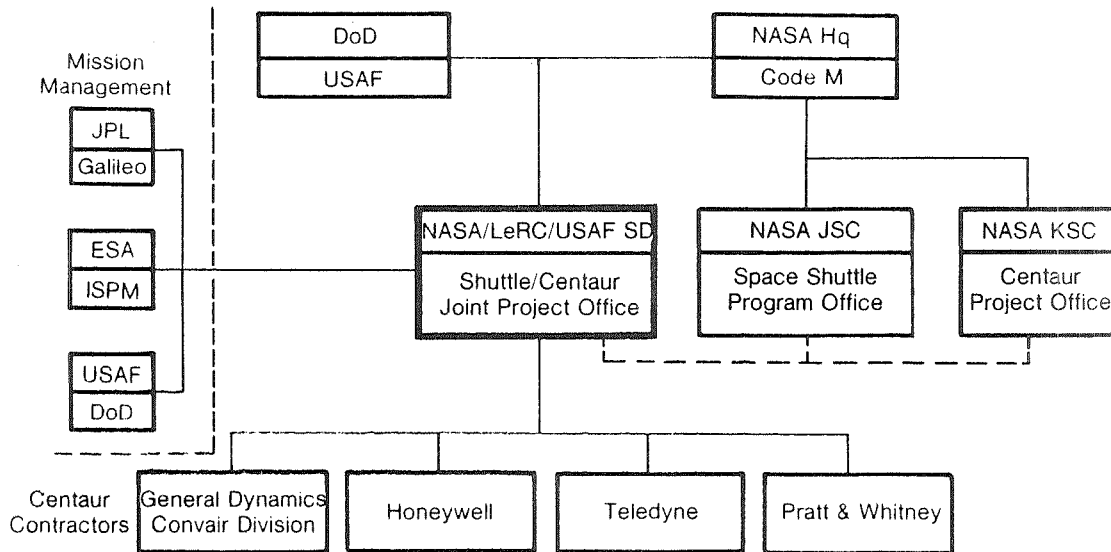 DoD
USAF
NASA Hq
Code M
Mission
Management
JPL
Galileo
ESA
ISPM
USAF
DoD
NASA/LeRC/USAF SD
Shuttle/Centaur
Joint Project Office
NASA JSC
Space Shuttle
Program Office
NASA KSC
Centaur
Project Office
Centaur
Contractors
General Dynamics
Convair Division
Honeywell
Teledyne
Pratt & Whitney